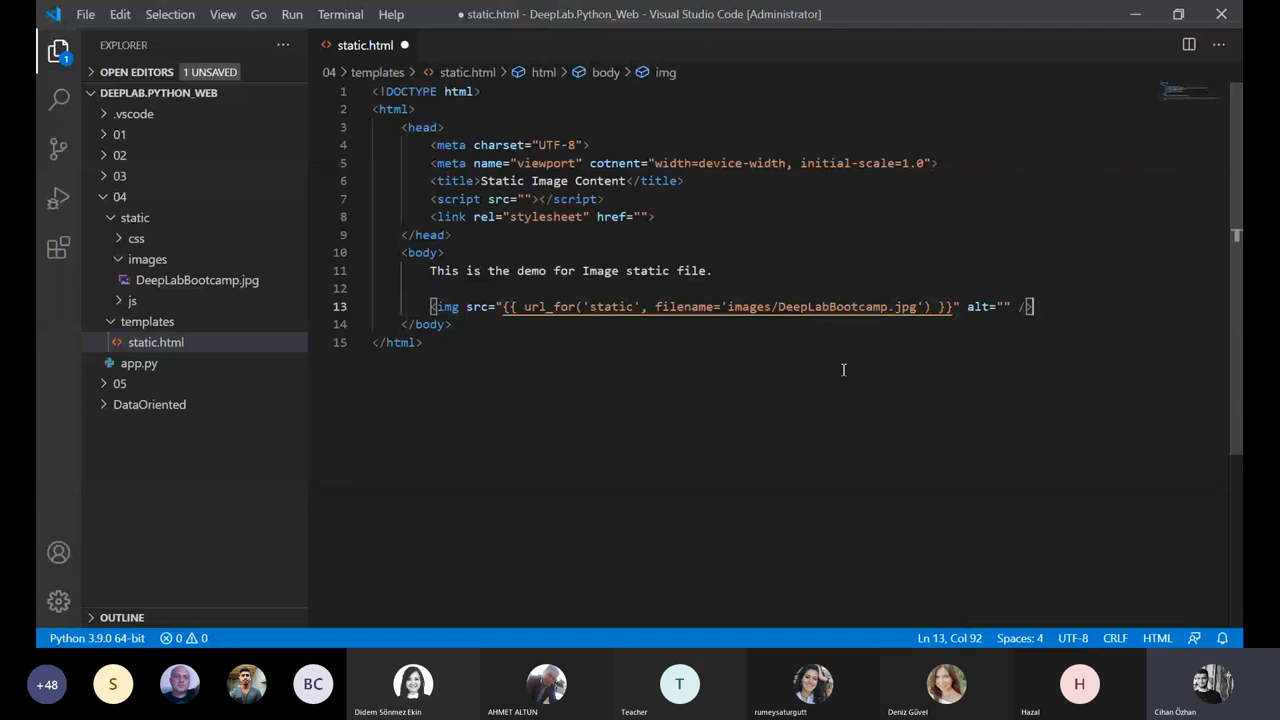 File Edit Selection View Go Run Terminal Help
● static.html - DeepLab.Python_Web - Visual Studio Code [Administrator]
EXPLORER
1
OPEN EDITORS 1 UNSAVED
DEEPLAB.PYTHON_WEB
.vscode
01
02
03
04
static
css
images
DeepLabBootcamp.jpg
js
templates
static.html
app.py
05
DataOriented
OUTLINE
static.html
04 > templates > static.html > html > body > img
1 <!DOCTYPE html>
2 <html>
3 <head>
4 <meta charset="UTF-8">
5 <meta name="viewport" cotnent="width=device-width, initial-scale=1.0">
6 <title>Static Image Content</title>
7 <script src=""></script>
8 <link rel="stylesheet" href="">
9 </head>
10 <body>
11 This is the demo for Image static file.
12
13 <img src="{{ url_for('static', filename='images/DeepLabBootcamp.jpg') }}" alt="" />
14 </body>
15 </html>
Python 3.9.0 64-bit 0 0 Ln 13, Col 92 Spaces: 4 UTF-8 CRLF HTML
+48 S BC T H
Didem Sönmez Ekin AHMET ALTUN Teacher rumeysaturgutt Deniz Güvel Hazal Cihan Özhan